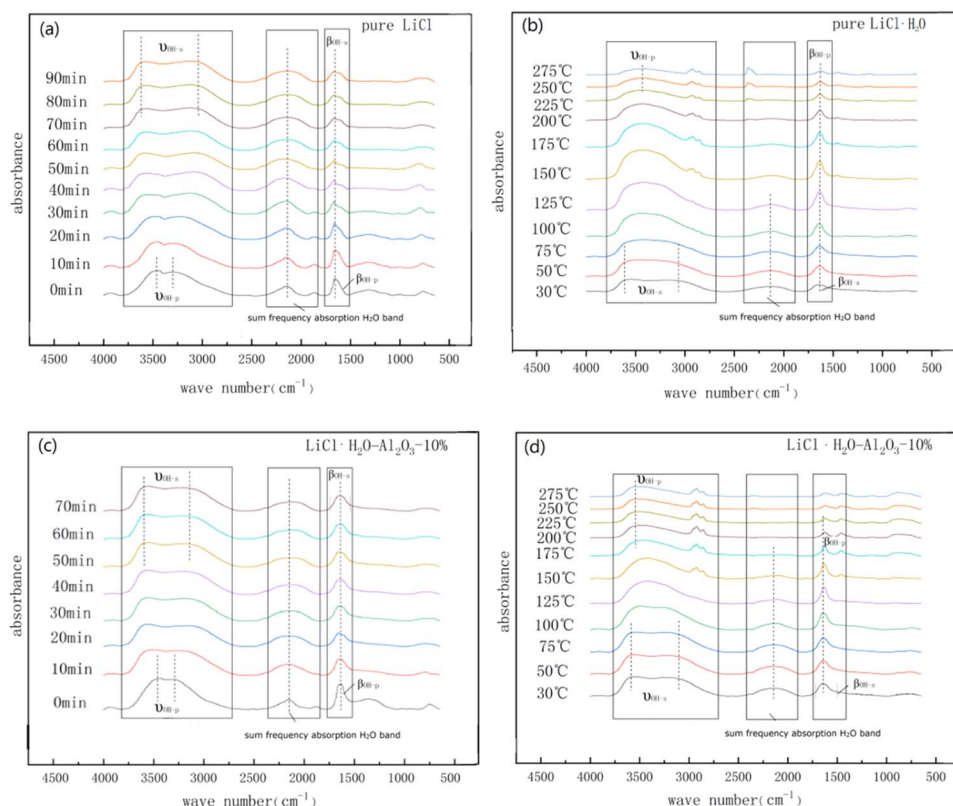 (a)
pure LiCl
υOH-s
βOH-s
90min
80min
70min
60min
50min
40min
30min
20min
10min
0min
υOH-p
βOH-p
sum frequency absorption H2O band
absorbance
4500 4000 3500 3000 2500 2000 1500 1000 500
wave number(cm⁻¹)
(b)
pure LiCl·H2O
υOH-p
βOH-p
275℃
250℃
225℃
200℃
175℃
150℃
125℃
100℃
75℃
50℃
30℃
υOH-s
βOH-s
sum frequency absorption H2O band
absorbance
4500 4000 3500 3000 2500 2000 1500 1000 500
wave number(cm⁻¹)
(c)
LiCl·H2O-Al2O3-10%
υOH-s
βOH-s
70min
60min
50min
40min
30min
20min
10min
0min
υOH-p
βOH-p
sum frequency absorption H2O band
absorbance
4500 4000 3500 3000 2500 2000 1500 1000 500
wave number(cm⁻¹)
(d)
LiCl·H2O-Al2O3-10%
υOH-p
275℃
250℃
225℃
200℃
βOH-p
175℃
150℃
125℃
100℃
75℃
50℃
30℃
υOH-s
βOH-s
sum frequency absorption H2O band
absorbance
4500 4000 3500 3000 2500 2000 1500 1000 500
wave number(cm⁻¹)